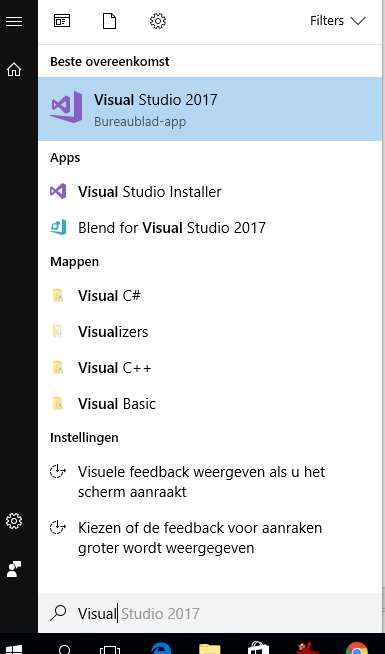 Filters
Beste overeenkomst
Visual Studio 2017
Bureaublad-app
Apps
Visual Studio Installer
Blend for Visual Studio 2017
Mappen
Visual C#
Visualizers
Visual C++
Visual Basic
Instellingen
Visuele feedback weergeven als u het
scherm aanraakt
Kiezen of de feedback voor aanraken
groter wordt weergegeven
Visual Studio 2017